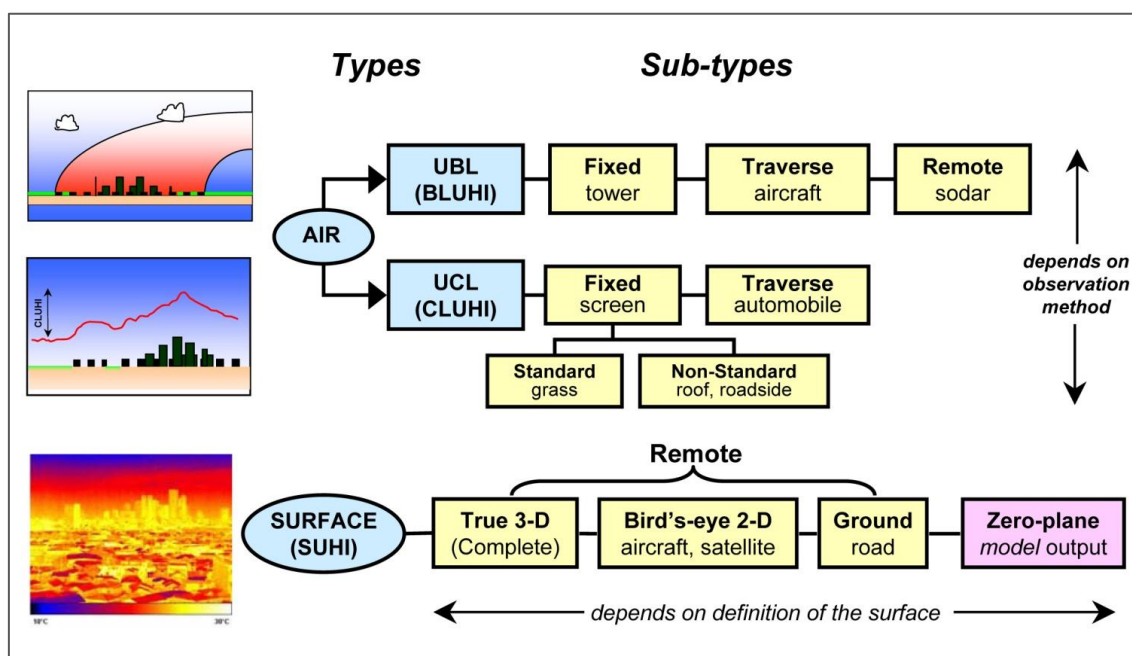 Types
Sub-types
UBL
(BLUHI)
Fixed
tower
Traverse
aircraft
Remote
sodar
AIR
depends on
observation
method
UCL
(CLUHI)
Fixed
screen
Traverse
automobile
CLUHI
Standard
grass
Non-Standard
roof, roadside
Remote
SURFACE
(SUHI)
True 3-D
(Complete)
Bird's-eye 2-D
aircraft, satellite
Ground
road
Zero-plane
model output
depends on definition of the surface